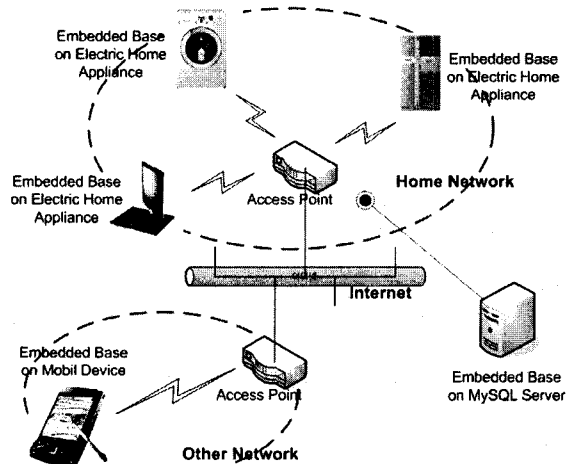 Embedded Base
on Electric Home
Appliance
Embedded Base
on Electric Home
Appliance
Embedded Base
on Electric Home
Appliance
Access Point
Home Network
Internet
Embedded Base
on Mobil Device
Access Point
Embedded Base
on MySQL Server
Other Network